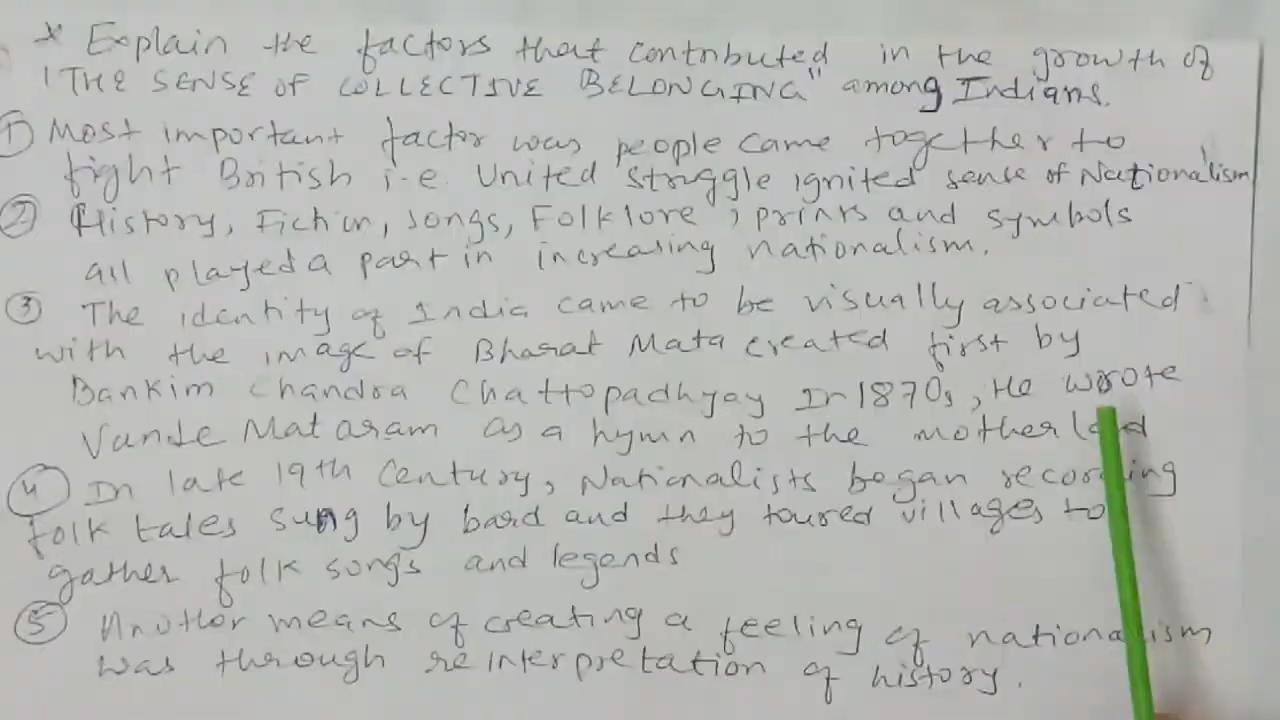 * Explain the factors that contributed in the growth of
"THE SENSE OF COLLECTIVE BELONGING" among Indians.
① Most important factor was people came together to
fight British i.e. United struggle ignited sense of Nationalism
② History, Fiction, songs, Folklore, prints and symbols
all played a part in increasing nationalism.
③ The identity of India came to be visually associated
with the image of Bharat Mata created first by
Bankim Chandra Chattopadhyay In 1870s, He wrote
Vande Mataram as a hymn to the motherland
④ In late 19th Century, Nationalists began recording
folk tales sung by bard and they toured villages to
gather folk songs and legends
⑤ Another means of creating a feeling of nationalism
was through reinterpretation of history.